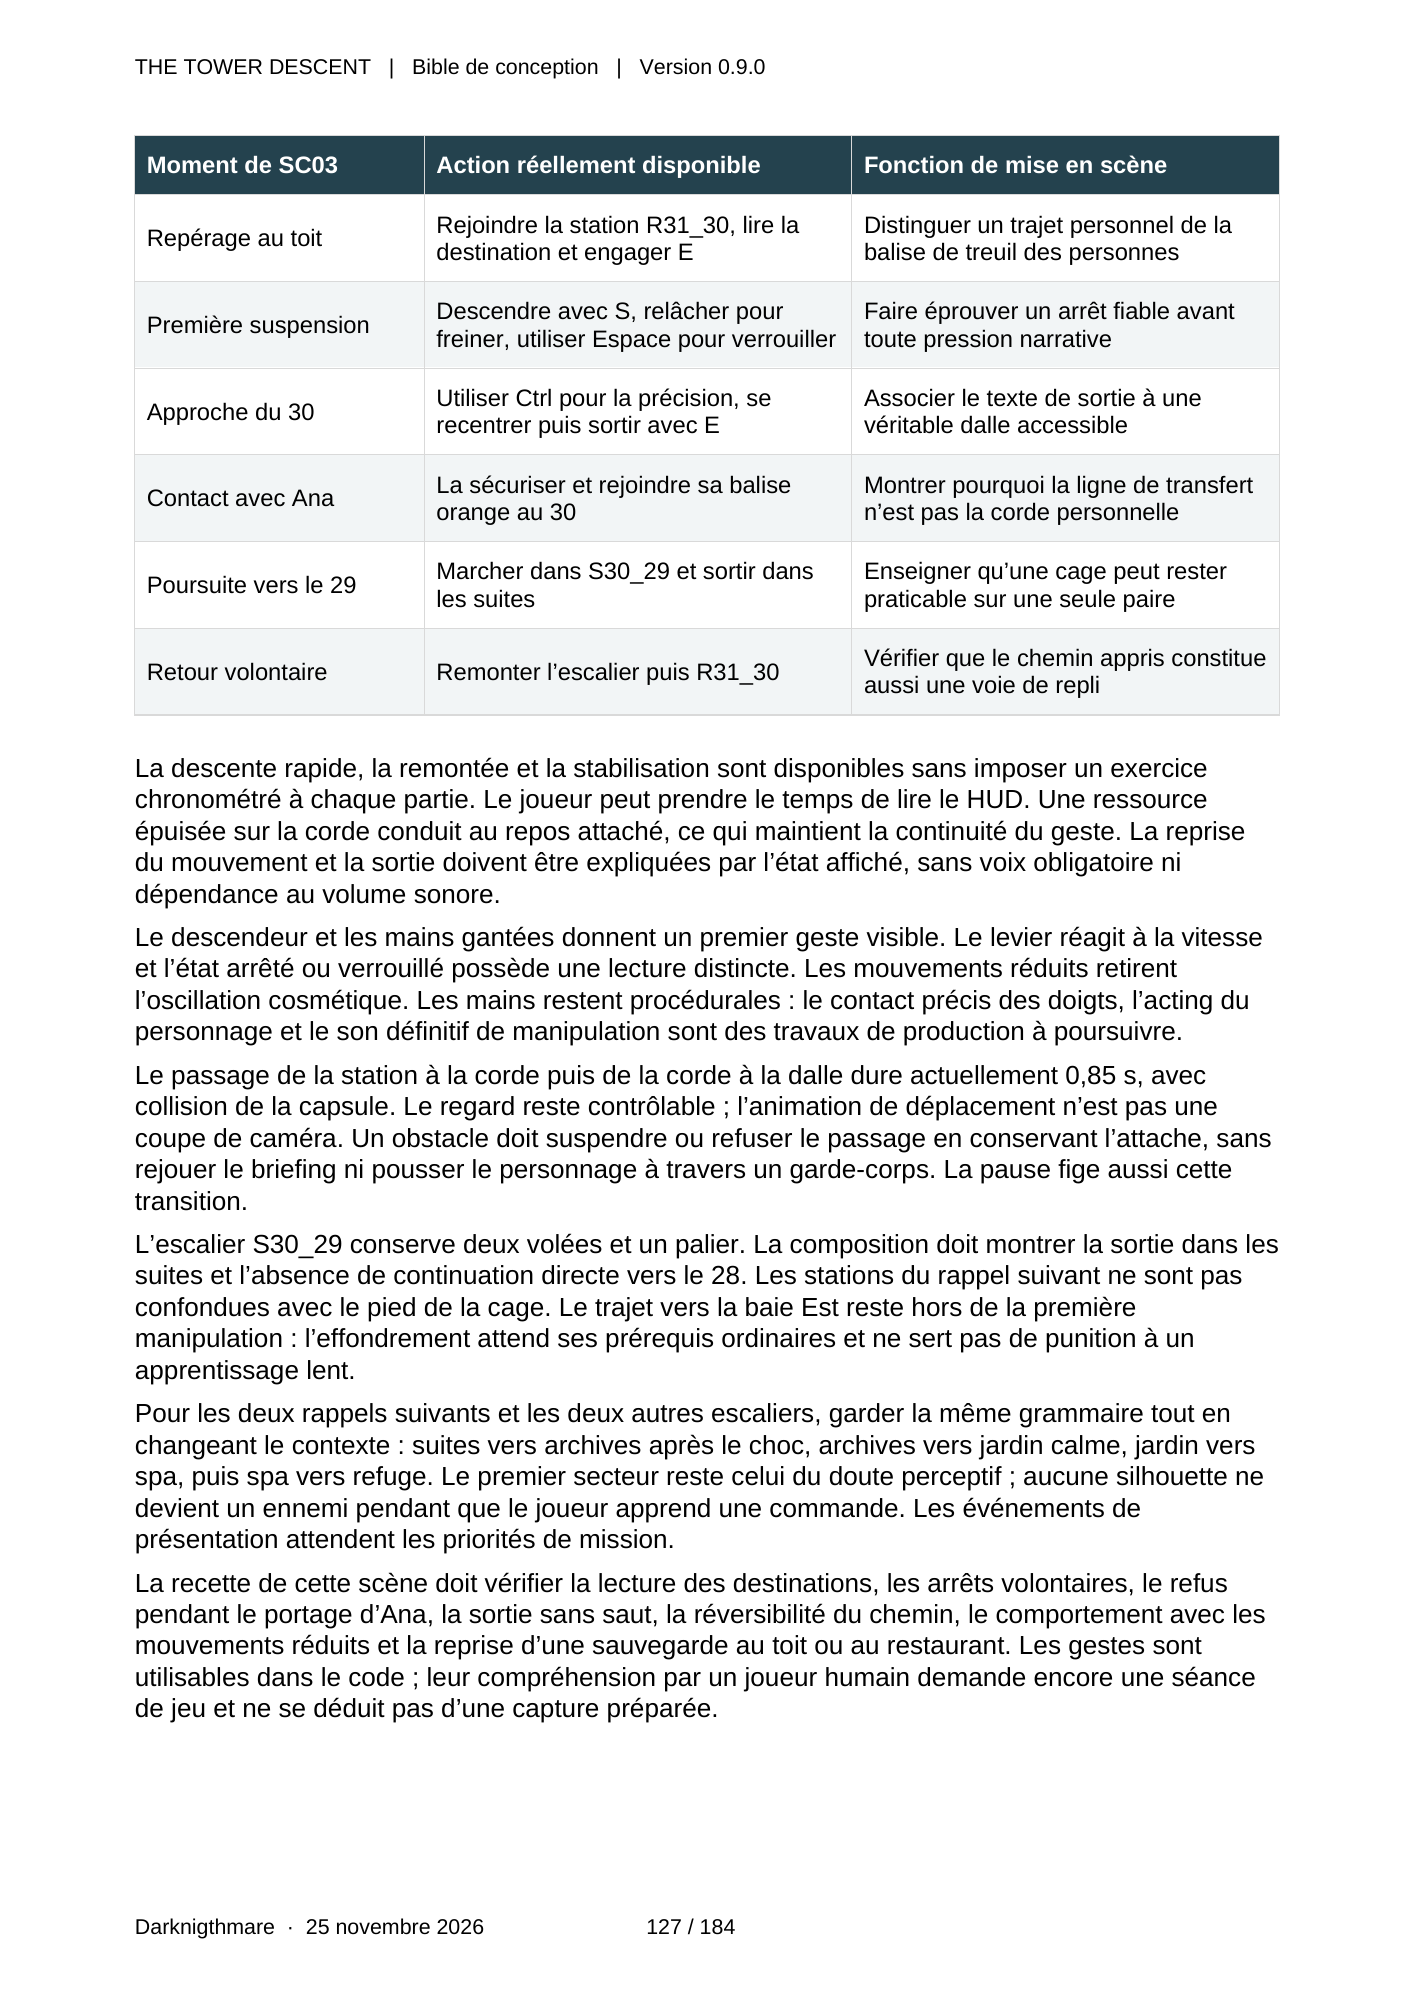 THE TOWER DESCENT | Bible de conception | Version 0.9.0
Moment de SC03 Action réellement disponible Fonction de mise en scène
Repérage au toit
Rejoindre la station R31_30, lire la
destination et engager E
Distinguer un trajet personnel de la
balise de treuil des personnes
Première suspension
Descendre avec S, relâcher pour
freiner, utiliser Espace pour verrouiller
Faire éprouver un arrêt fiable avant
toute pression narrative
Approche du 30
Utiliser Ctrl pour la précision, se
recentrer puis sortir avec E
Associer le texte de sortie à une
véritable dalle accessible
Contact avec Ana
La sécuriser et rejoindre sa balise
orange au 30
Montrer pourquoi la ligne de transfert
n’est pas la corde personnelle
Poursuite vers le 29
Marcher dans S30_29 et sortir dans
les suites
Enseigner qu’une cage peut rester
praticable sur une seule paire
Retour volontaire
Remonter l’escalier puis R31_30
Vérifier que le chemin appris constitue
aussi une voie de repli
La descente rapide, la remontée et la stabilisation sont disponibles sans imposer un exercice
chronométré à chaque partie. Le joueur peut prendre le temps de lire le HUD. Une ressource
épuisée sur la corde conduit au repos attaché, ce qui maintient la continuité du geste. La reprise
du mouvement et la sortie doivent être expliquées par l’état affiché, sans voix obligatoire ni
dépendance au volume sonore.
Le descendeur et les mains gantées donnent un premier geste visible. Le levier réagit à la vitesse
et l’état arrêté ou verrouillé possède une lecture distincte. Les mouvements réduits retirent
l’oscillation cosmétique. Les mains restent procédurales : le contact précis des doigts, l’acting du
personnage et le son définitif de manipulation sont des travaux de production à poursuivre.
Le passage de la station à la corde puis de la corde à la dalle dure actuellement 0,85 s, avec
collision de la capsule. Le regard reste contrôlable ; l’animation de déplacement n’est pas une
coupe de caméra. Un obstacle doit suspendre ou refuser le passage en conservant l’attache, sans
rejouer le briefing ni pousser le personnage à travers un garde-corps. La pause fige aussi cette
transition.
L’escalier S30_29 conserve deux volées et un palier. La composition doit montrer la sortie dans les
suites et l’absence de continuation directe vers le 28. Les stations du rappel suivant ne sont pas
confondues avec le pied de la cage. Le trajet vers la baie Est reste hors de la première
manipulation : l’effondrement attend ses prérequis ordinaires et ne sert pas de punition à un
apprentissage lent.
Pour les deux rappels suivants et les deux autres escaliers, garder la même grammaire tout en
changeant le contexte : suites vers archives après le choc, archives vers jardin calme, jardin vers
spa, puis spa vers refuge. Le premier secteur reste celui du doute perceptif ; aucune silhouette ne
devient un ennemi pendant que le joueur apprend une commande. Les événements de
présentation attendent les priorités de mission.
La recette de cette scène doit vérifier la lecture des destinations, les arrêts volontaires, le refus
pendant le portage d’Ana, la sortie sans saut, la réversibilité du chemin, le comportement avec les
mouvements réduits et la reprise d’une sauvegarde au toit ou au restaurant. Les gestes sont
utilisables dans le code ; leur compréhension par un joueur humain demande encore une séance
de jeu et ne se déduit pas d’une capture préparée.
Darknigthmare · 25 novembre 2026 127 / 184